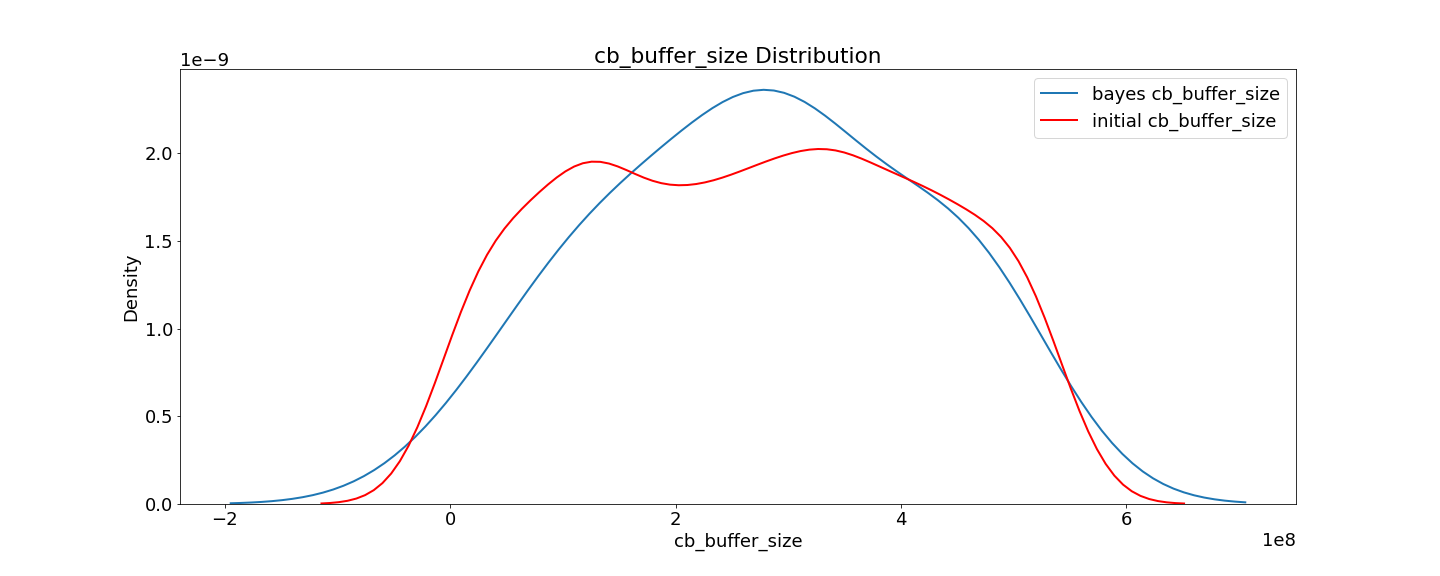 cb_buffer_size Distribution
1e−9
bayes cb_buffer_size
initial cb_buffer_size
2.0
1.5
1.0
0.5
0.0
Density
−2
0
2
4
6
1e8
cb_buffer_size